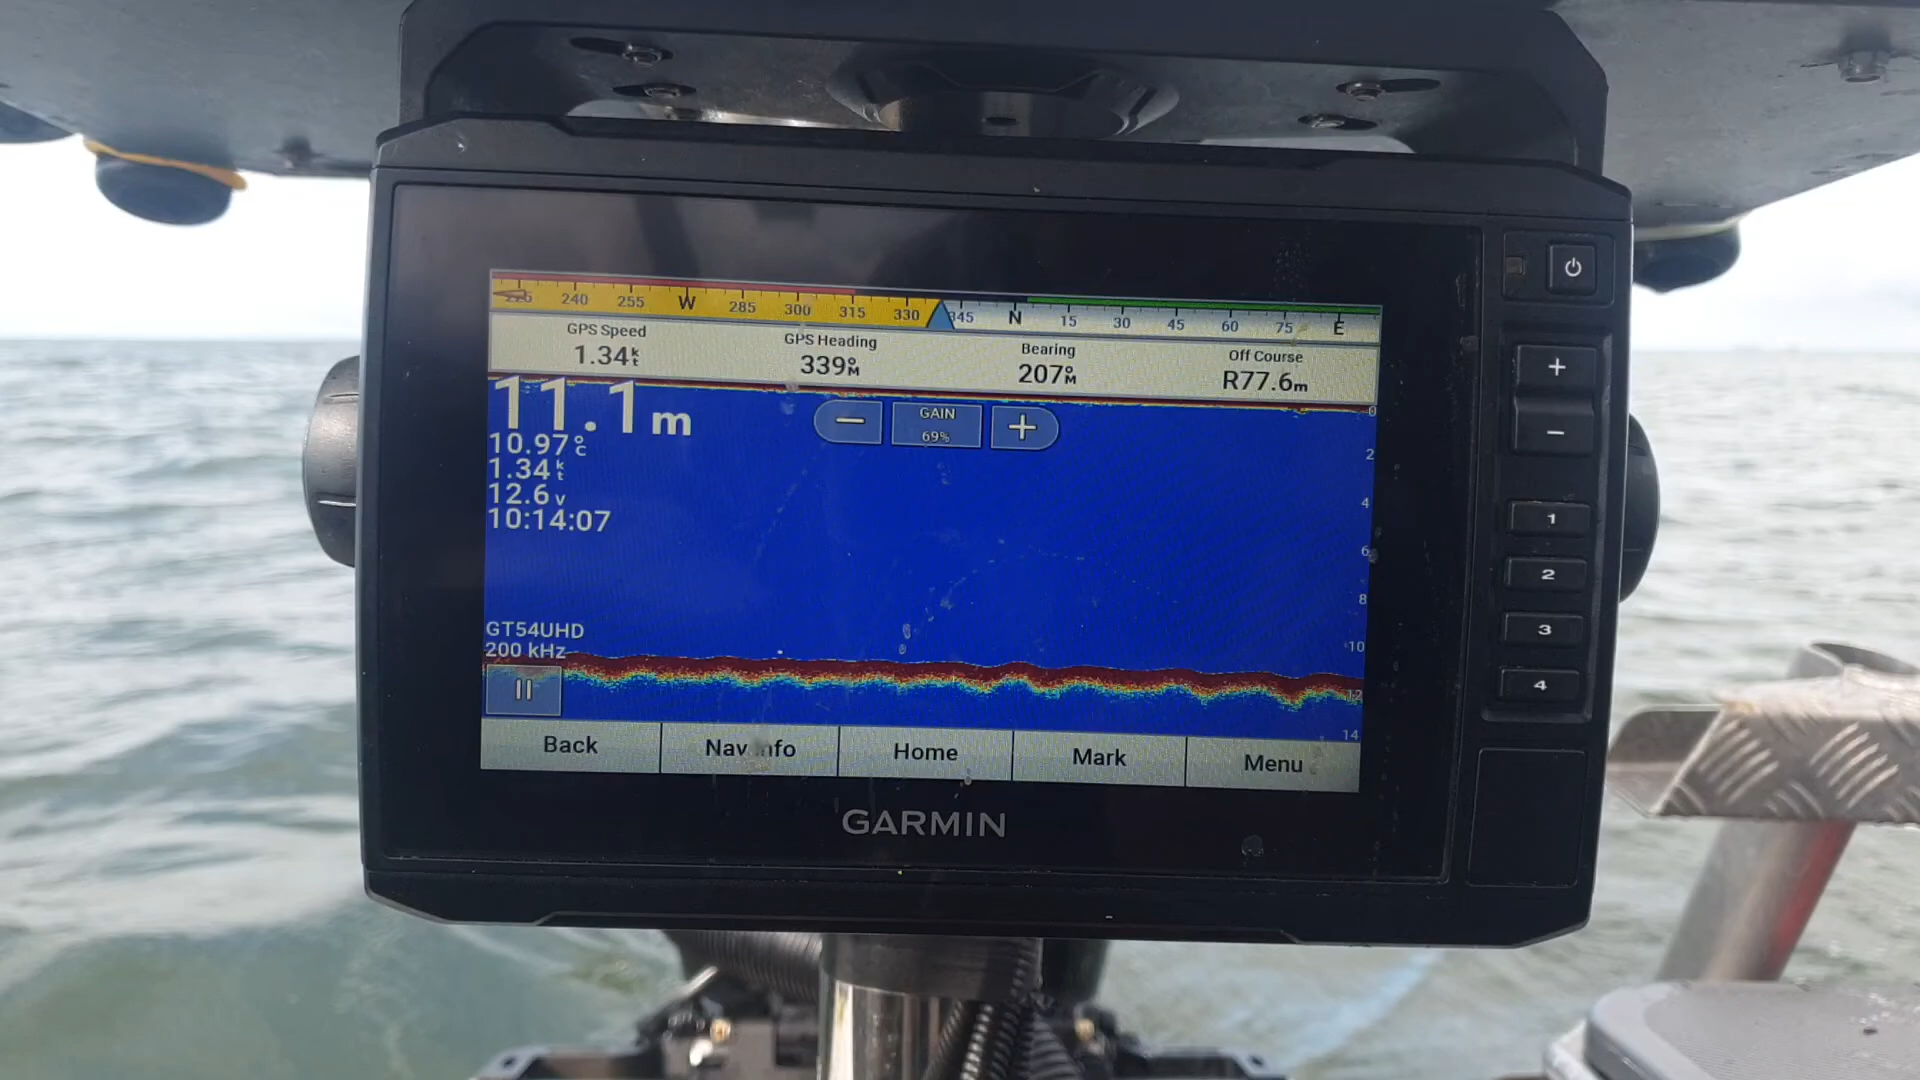 240 255 W 285 300 315 330 345 N 15 30 45 60 75 E
GPS Speed GPS Heading Bearing Off Course
1.34kt 339°M 207°M R77.6m
11.1 m
10.97°C
1.34kt
12.6v
10:14:07
GAIN
69%
0
2
4
6
8
10
12
14
GT54UHD
200 kHz
Back Nav Info Home Mark Menu
GARMIN
1
2
3
4